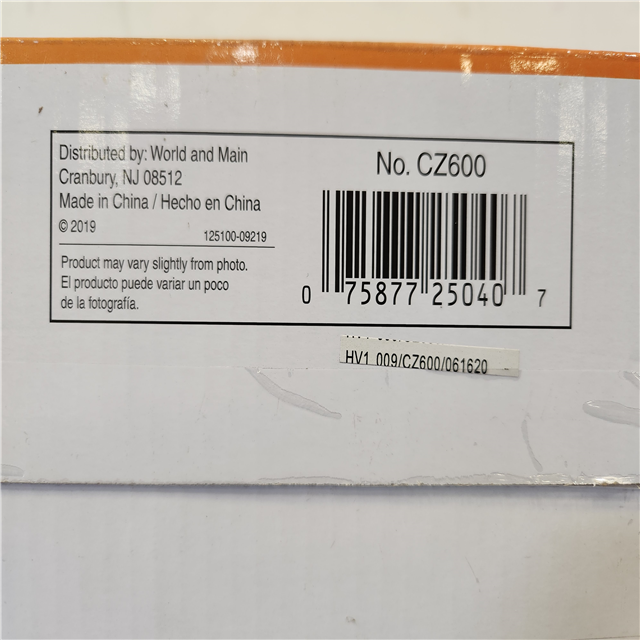 Distributed by: World and Main
Cranbury, NJ 08512
Made in China / Hecho en China
© 2019
125100-09219
Product may vary slightly from photo.
El producto puede variar un poco
de la fotografía.
No. CZ600
0 75877 25040 7
HV1 009/CZ600/061620